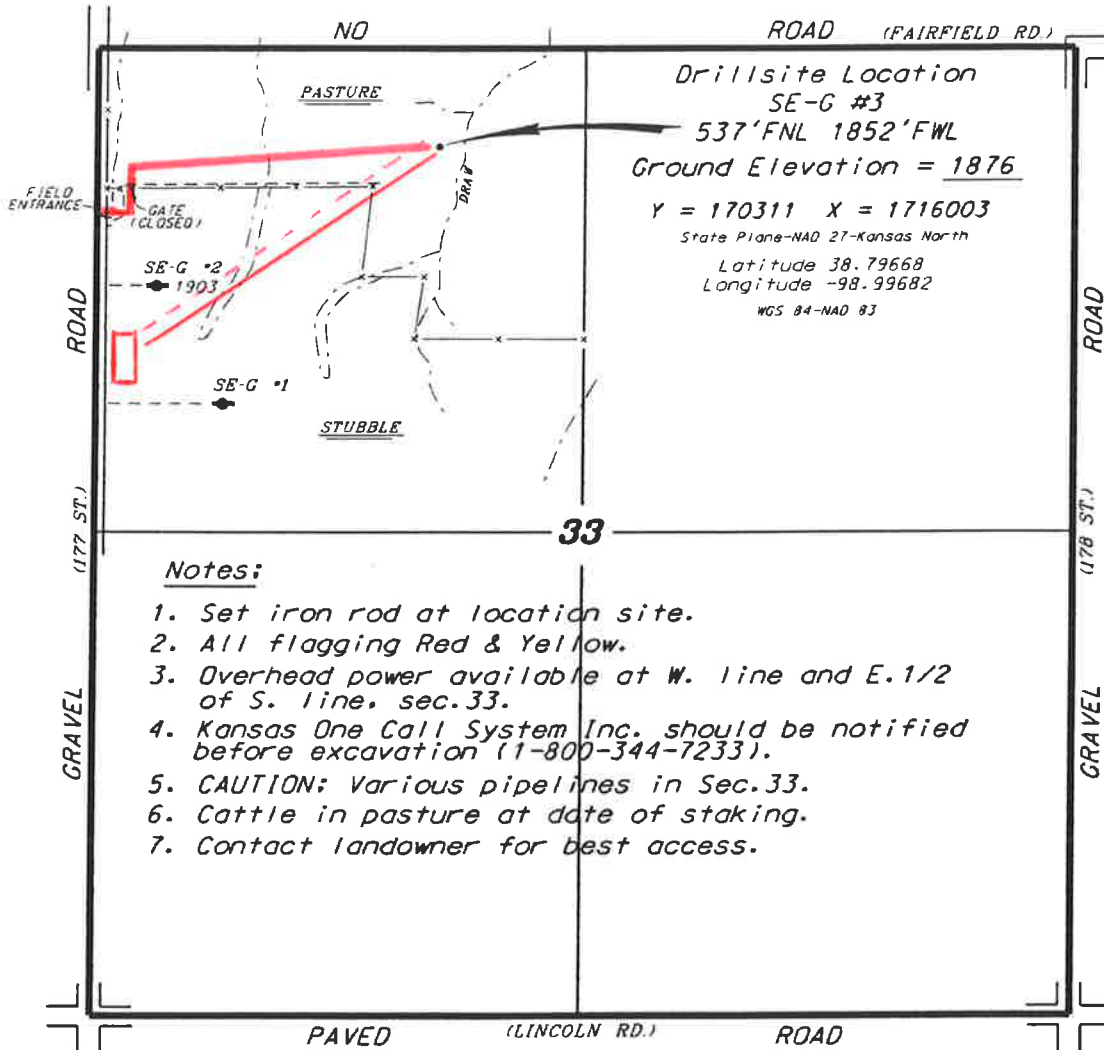 NO ROAD (FAIRFIELD RD.)
Drillsite Location
SE-G #3
537'FNL 1852'FWL
Ground Elevation = 1876
Y = 170311 X = 1716003
State Plane-NAD 27-Kansas North
Latitude 38.79668
Longitude -98.99682
WGS 84-NAD 83
PASTURE
DRAW
FIELD
ENTRANCE
GATE
(CLOSED)
SE-G #2
1903
SE-G #1
STUBBLE
GRAVEL (177 ST.) ROAD
GRAVEL (178 ST.) ROAD
33
Notes:
1. Set iron rod at location site.
2. All flagging Red & Yellow.
3. Overhead power available at W. line and E.1/2
of S. line. sec.33.
4. Kansas One Call System Inc. should be notified
before excavation (1-800-344-7233).
5. CAUTION: Various pipelines in Sec.33.
6. Cattle in pasture at date of staking.
7. Contact landowner for best access.
PAVED (LINCOLN RD.) ROAD